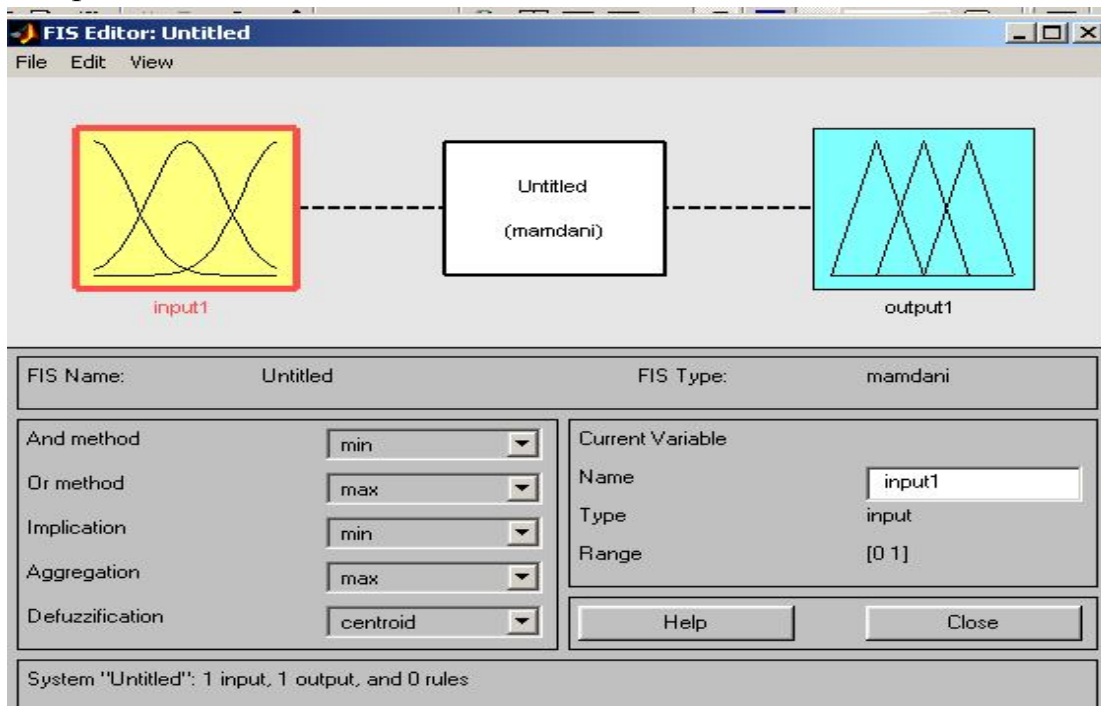 FIS Editor: Untitled
File Edit View
Untitled
(mamdani)
input1
output1
FIS Name: Untitled FIS Type: mamdani
And method min
Or method max
Implication min
Aggregation max
Defuzzification centroid
Current Variable
Name input1
Type input
Range [0 1]
Help Close
System "Untitled": 1 input, 1 output, and 0 rules